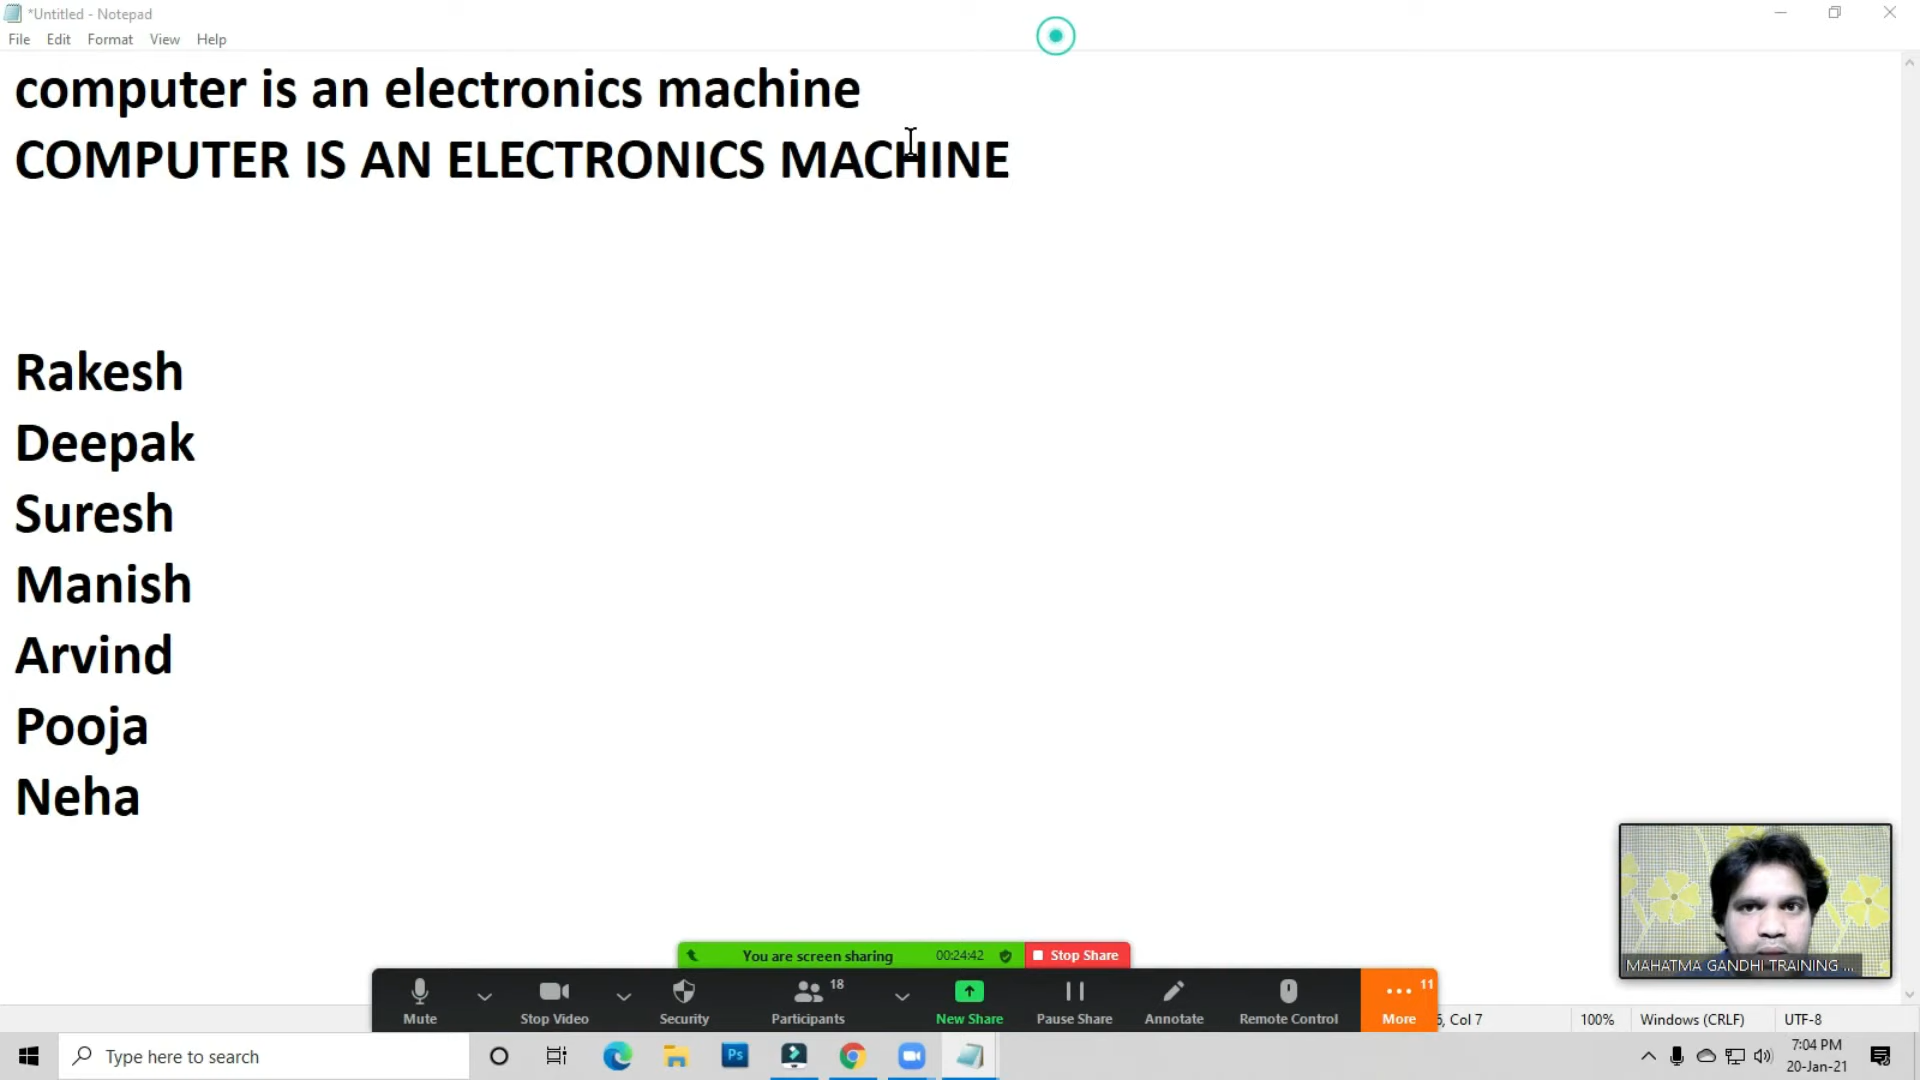 *Untitled - Notepad
File Edit Format View Help
computer is an electronics machine
COMPUTER IS AN ELECTRONICS MACHINE
Rakesh
Deepak
Suresh
Manish
Arvind
Pooja
Neha
MAHATMA GANDHI TRAINING ...
You are screen sharing 00:24:42 Stop Share
18 11
Mute Stop Video Security Participants New Share Pause Share Annotate Remote Control More
, Col 7 100% Windows (CRLF) UTF-8
Type here to search Ps 7:04 PM
20-Jan-21